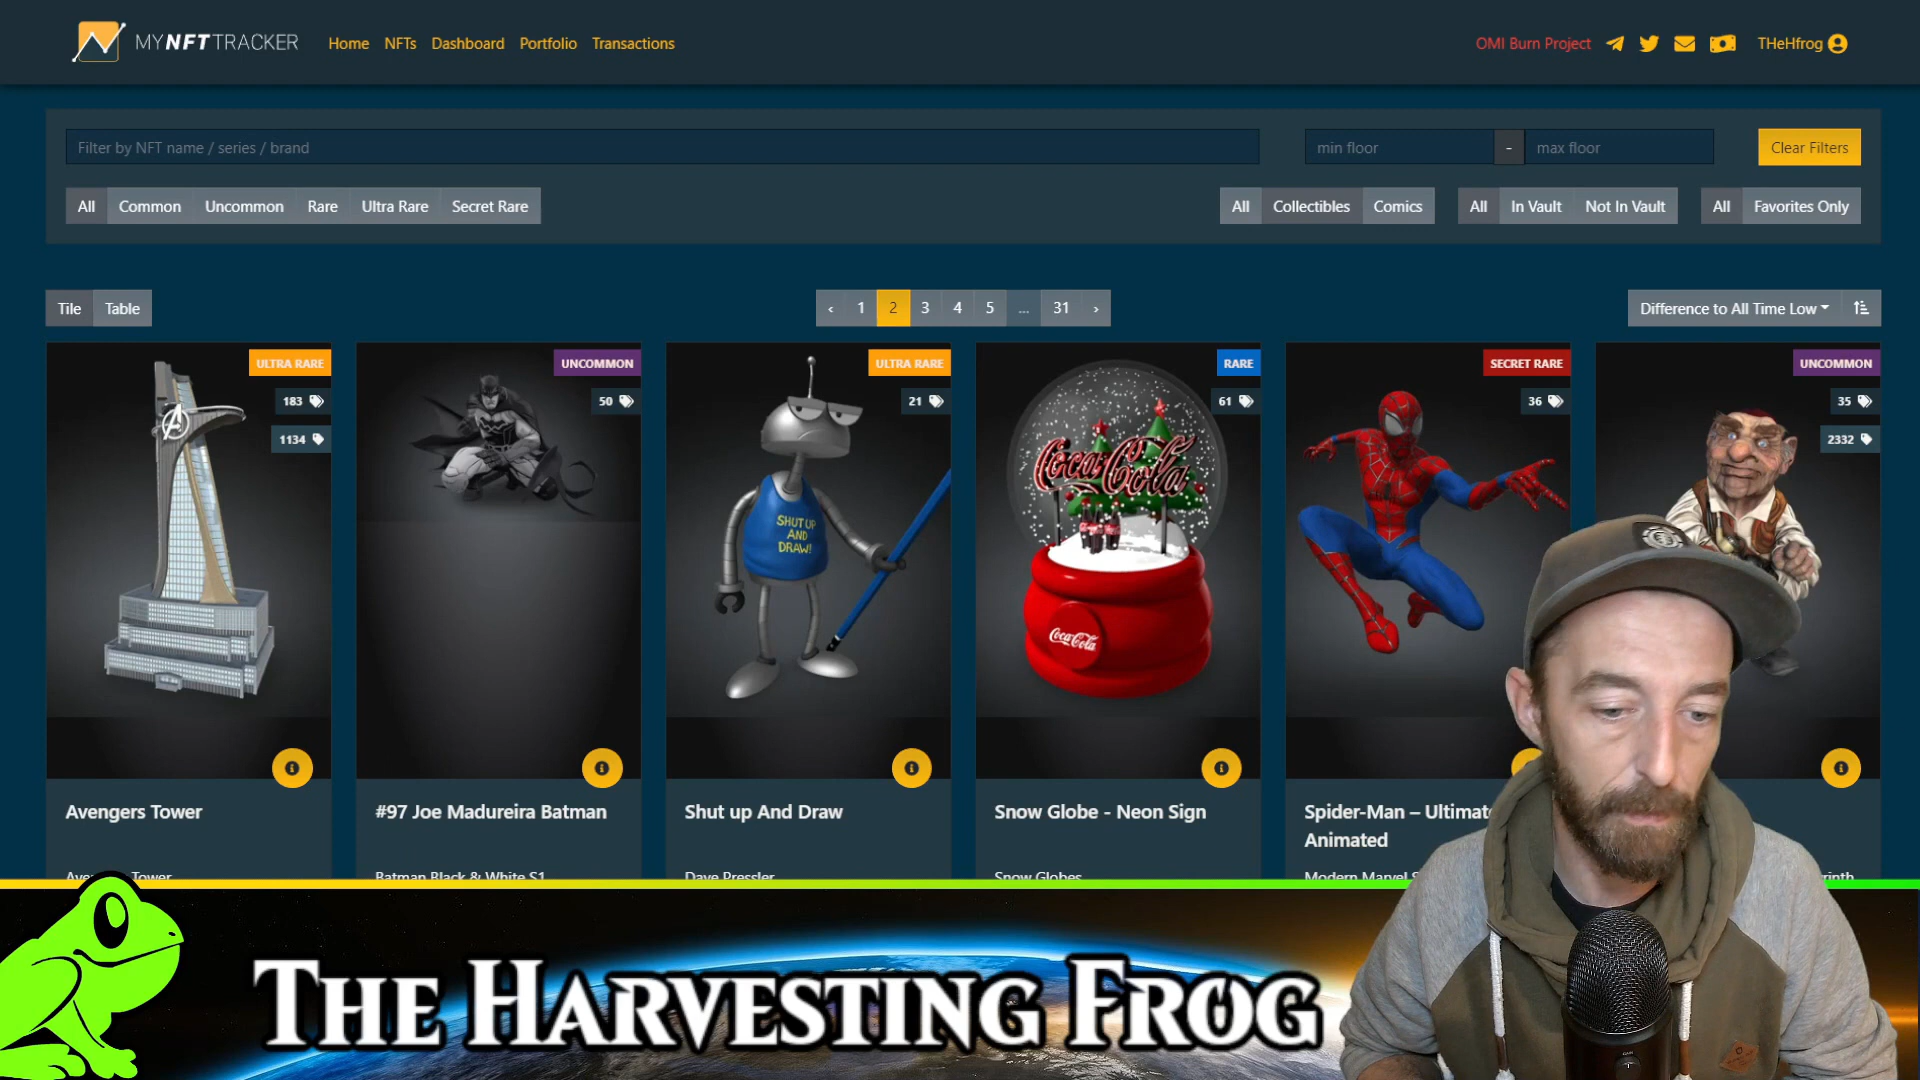 MYNFTTRACKER
Home NFTs Dashboard Portfolio Transactions
OMI Burn Project
THeHfrog
Filter by NFT name / series / brand
min floor - max floor
Clear Filters
All Common Uncommon Rare Ultra Rare Secret Rare
All Collectibles Comics
All In Vault Not In Vault
All Favorites Only
Tile Table
‹ 1 2 3 4 5 ... 31 ›
Difference to All Time Low
ULTRA RARE
183
1134
UNCOMMON
50
ULTRA RARE
21
SHUT UP
AND
DRAW!
RARE
61
Coca-Cola
Coca-Cola
SECRET RARE
36
UNCOMMON
35
2332
Avengers Tower
#97 Joe Madureira Batman
Shut up And Draw
Snow Globe - Neon Sign
Spider-Man – Ultimate
Animated
Tower
Batman Black & White S1
Dave Pressler
Snow Globes
Modern Marvel
THE HARVESTING FROG